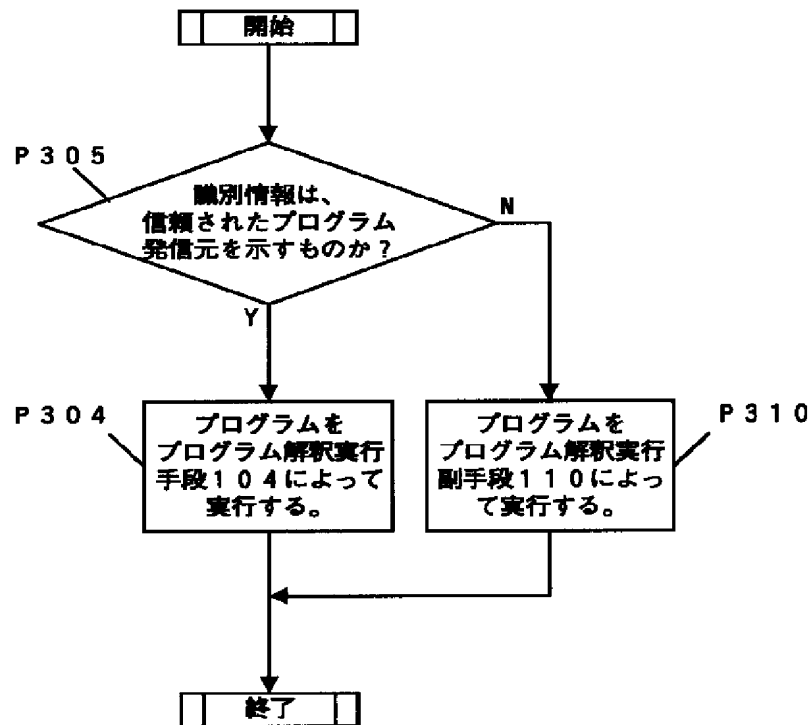 開始
P305
識別情報は、
信頼されたプログラム
発信元を示すものか?
N
Y
P304
プログラムを
プログラム解釈実行
手段104によって
実行する。
プログラムを
プログラム解釈実行
副手段110によっ
て実行する。
P310
終了